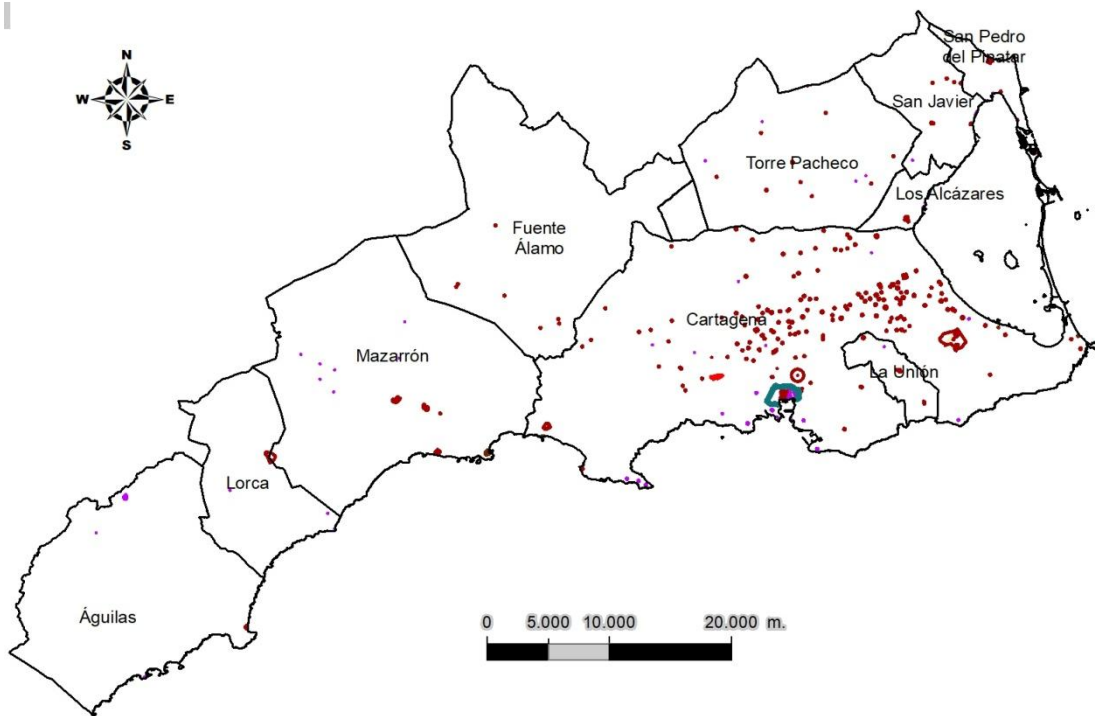 N
W E
S
San Pedro
del Pinatar
San Javier
Torre Pacheco
Los Alcázares
Fuente
Álamo
Cartagena
Mazarrón
La Unión
Lorca
Águilas
0 5.000 10.000 20.000 m.